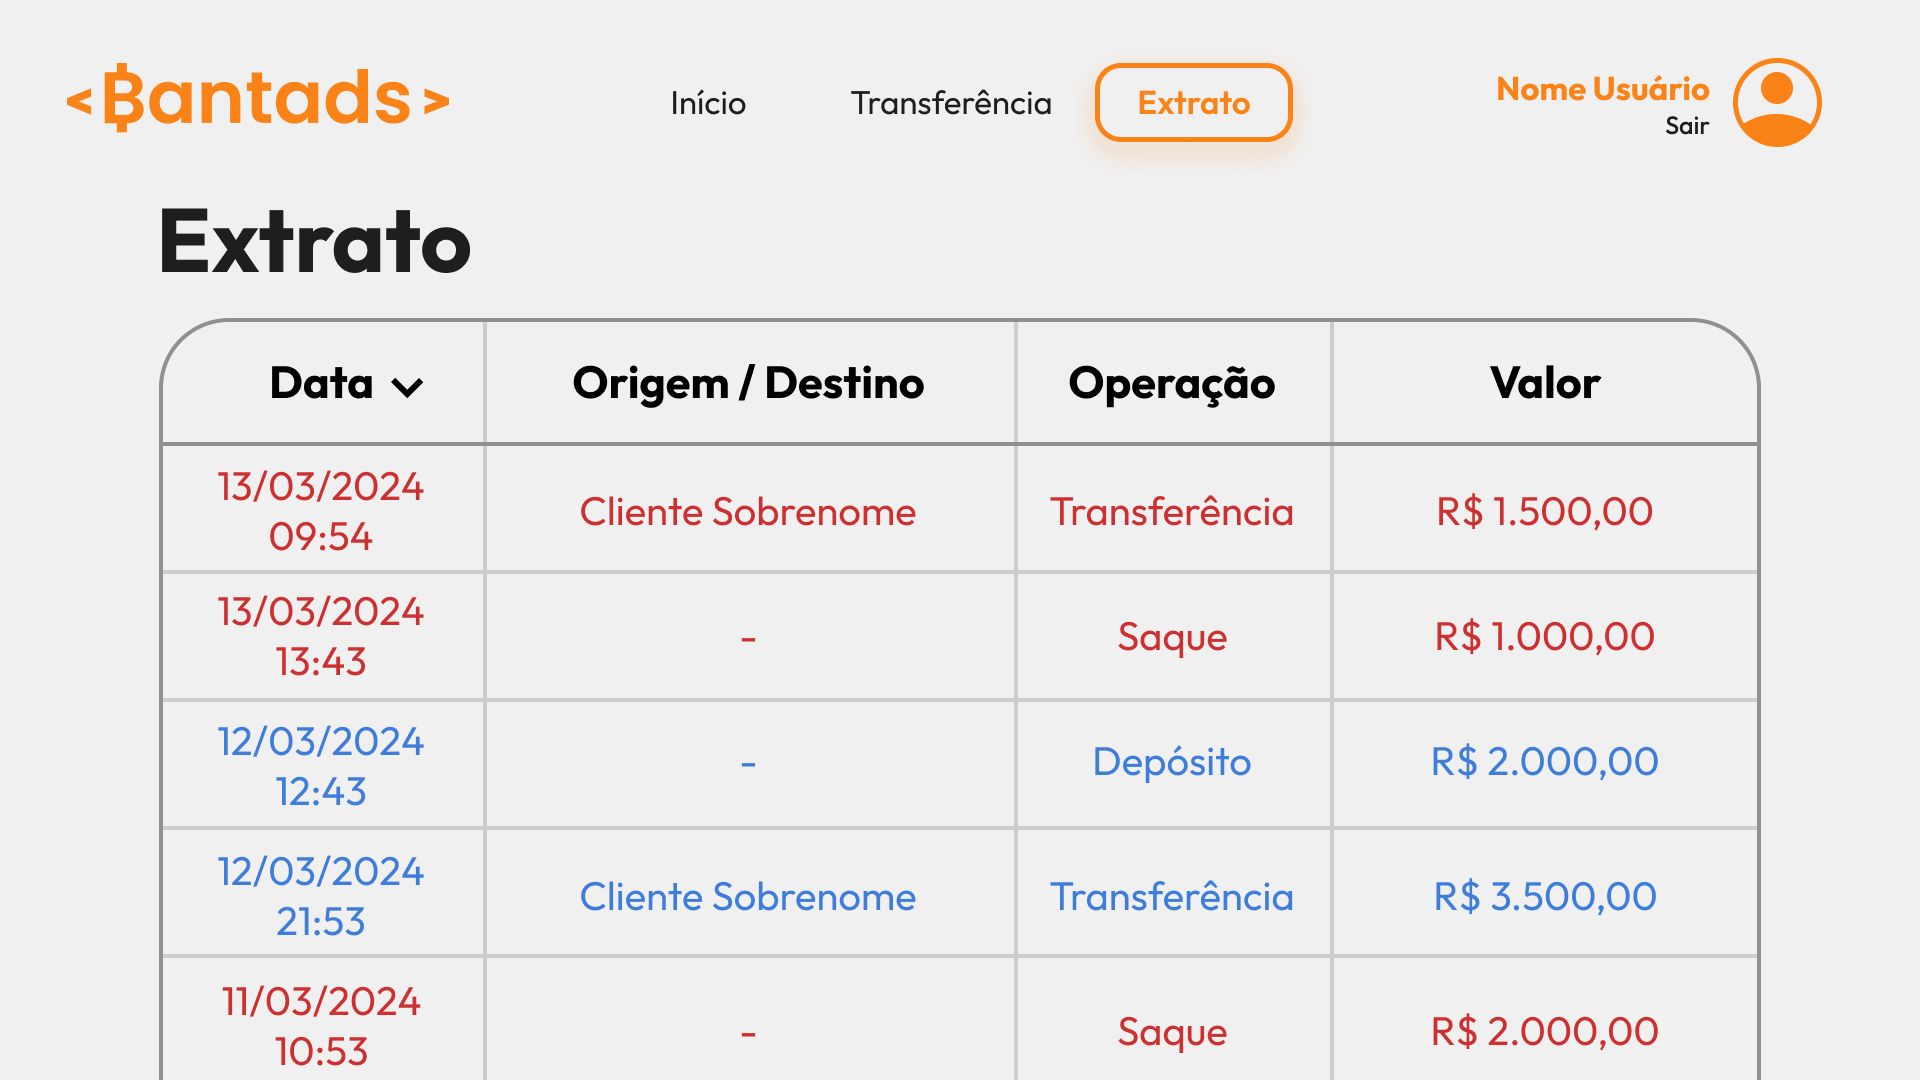 <Bantads>
Início Transferência Extrato
Nome Usuário
Sair
Extrato
Data Origem / Destino Operação Valor
13/03/2024
09:54 Cliente Sobrenome Transferência R$ 1.500,00
13/03/2024
13:43 - Saque R$ 1.000,00
12/03/2024
12:43 - Depósito R$ 2.000,00
12/03/2024
21:53 Cliente Sobrenome Transferência R$ 3.500,00
11/03/2024
10:53 - Saque R$ 2.000,00